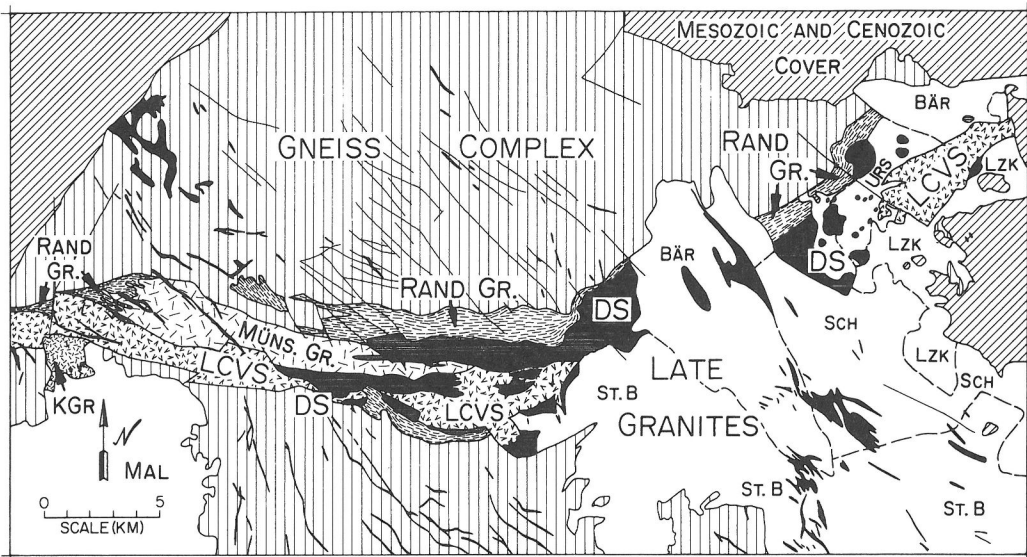 MESOZOIC AND CENOZOIC
COVER
BÄR
GNEISS COMPLEX
RAND
GR.
URS
CVS
LZK
RAND
GR.
RAND GR.
BÄR
DS
DS
LZK
MÜNS. GR.
SCH
LCVS
LATE
LZK
SCH
KGR
DS
LCVS
ST. B
GRANITES
N
MAL
ST. B
ST. B
0 5
SCALE (KM)